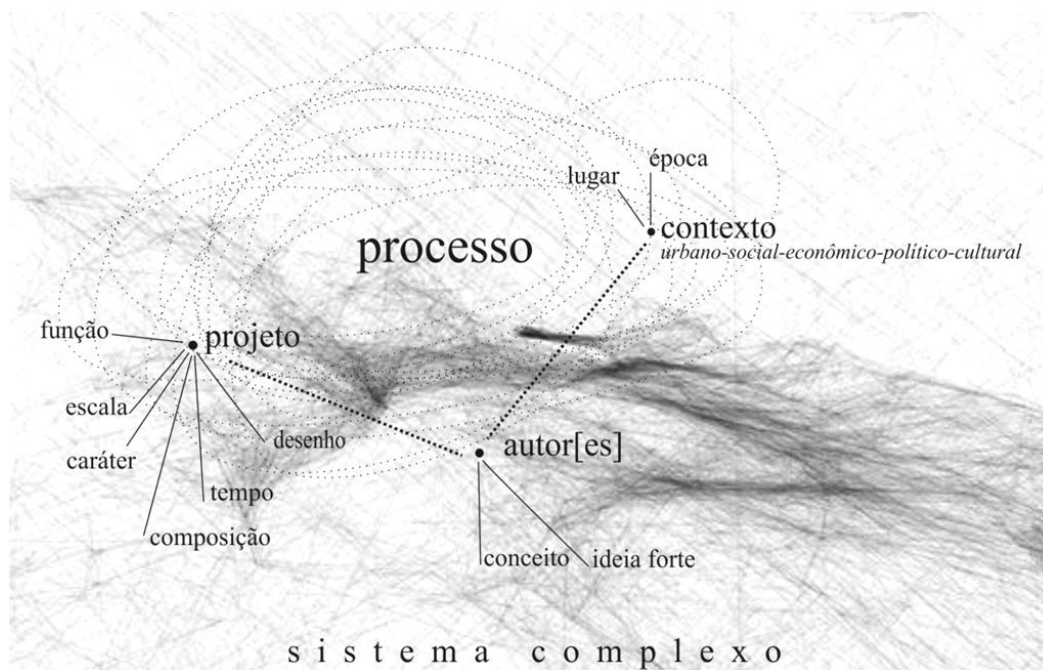 época
lugar
contexto
urbano-social-econômico-político-cultural
processo
função
projeto
escala
desenho
caráter
autor[es]
tempo
composição
conceito
ideia forte
sistema complexo